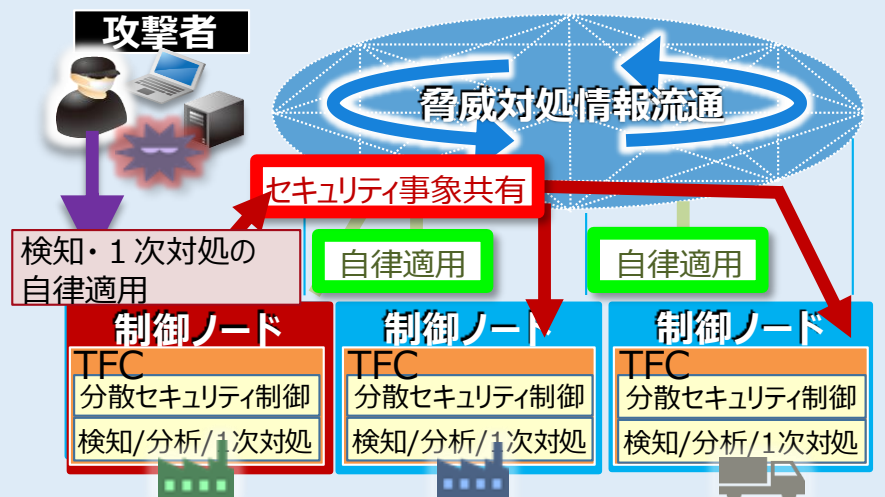 攻撃者
脅威対処情報流通
セキュリティ事象共有
検知・１次対処の
自律適用
自律適用
自律適用
制御ノード
TFC
分散セキュリティ制御
検知/分析/1次対処
制御ノード
TFC
分散セキュリティ制御
検知/分析/1次対処
制御ノード
TFC
分散セキュリティ制御
検知/分析/1次対処